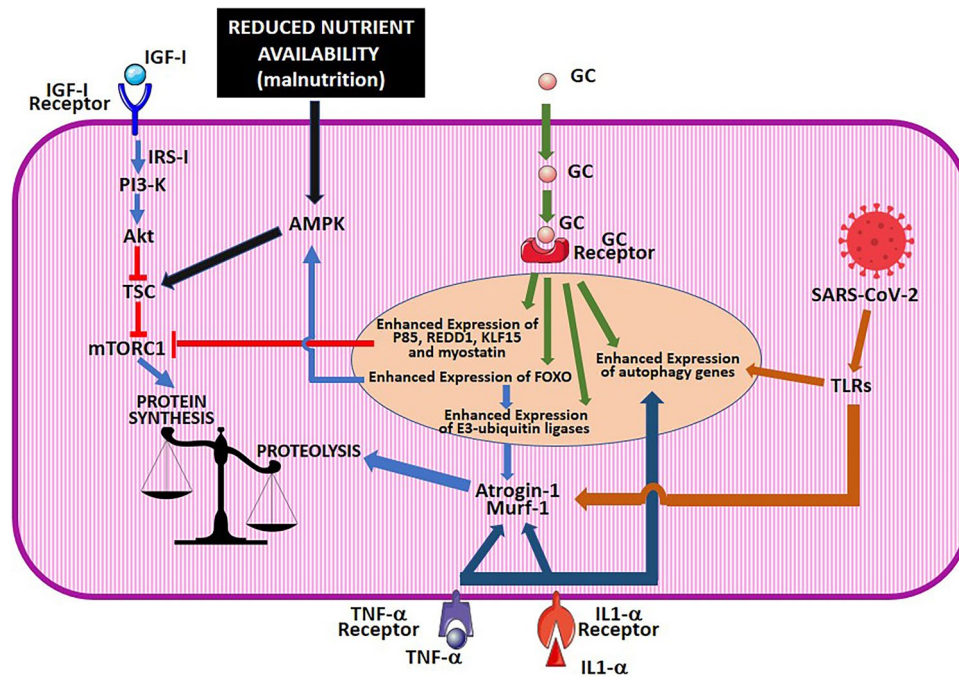 REDUCED NUTRIENT
AVAILABILITY
(malnutrition)
IGF-I
IGF-I
Receptor
IRS-I
PI3-K
Akt
TSC
mTORC1
PROTEIN
SYNTHESIS
AMPK
PROTEOLYSIS
GC
GC
GC
GC
Receptor
Enhanced Expression of
P85, REDD1, KLF15
and myostatin
Enhanced Expression of FOXO
Enhanced Expression
of E3-ubiquitin ligases
Enhanced Expression
of autophagy genes
SARS-CoV-2
TLRs
Atrogin-1
Murf-1
TNF-α
Receptor
TNF-α
IL1-α
Receptor
IL1-α